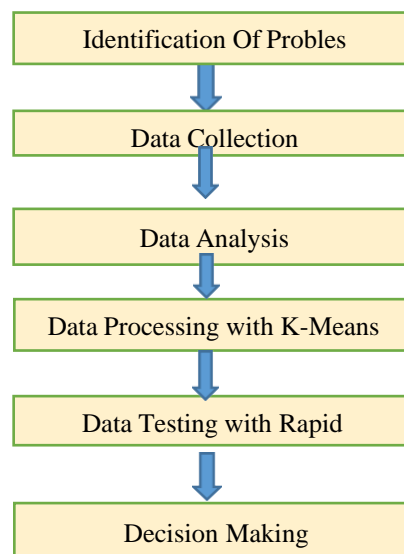 Identification Of Probles
Data Collection
Data Analysis
Data Processing with K-Means
Data Testing with Rapid
Decision Making